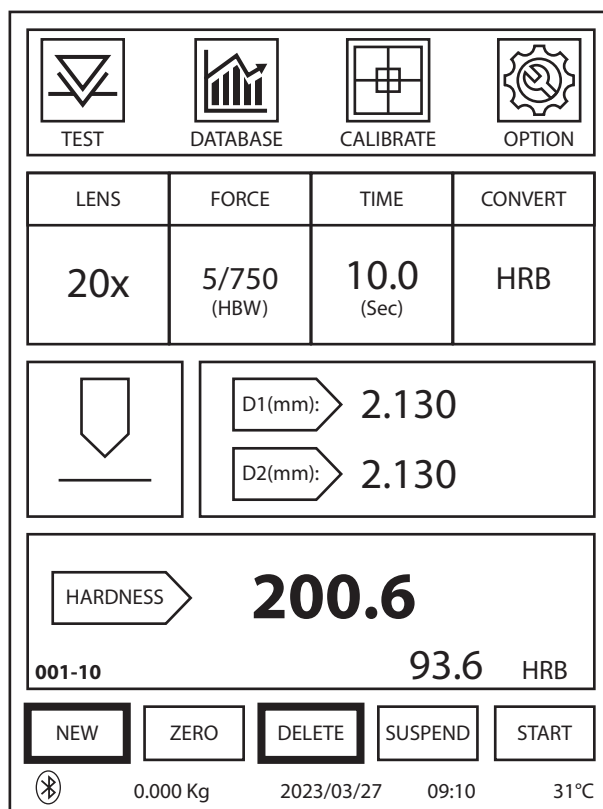 TEST DATABASE CALIBRATE OPTION
LENS FORCE TIME CONVERT
20x 5/750 10.0 HRB
(HBW) (Sec)
D1(mm): 2.130
D2(mm): 2.130
HARDNESS 200.6
001-10 93.6 HRB
NEW ZERO DELETE SUSPEND START
0.000 Kg 2023/03/27 09:10 31°C